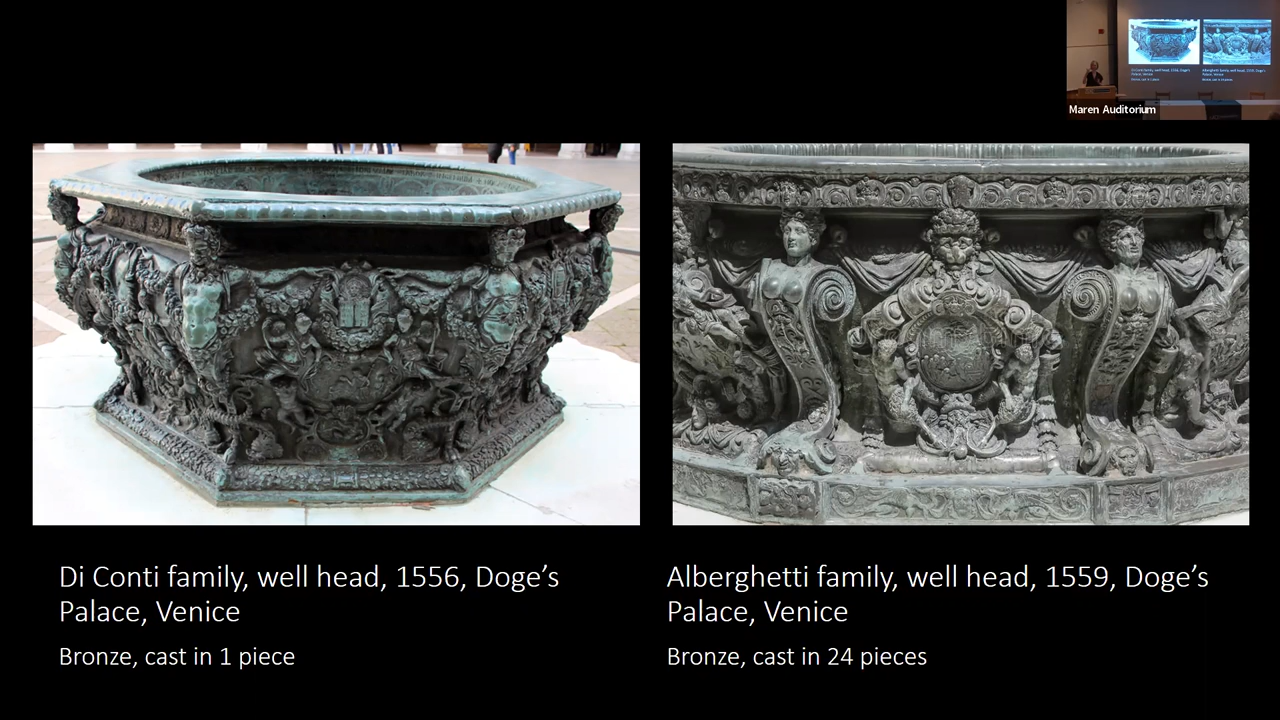 Maren Auditorium
Di Conti family, well head, 1556, Doge’s
Palace, Venice
Bronze, cast in 1 piece
Alberghetti family, well head, 1559, Doge’s
Palace, Venice
Bronze, cast in 24 pieces